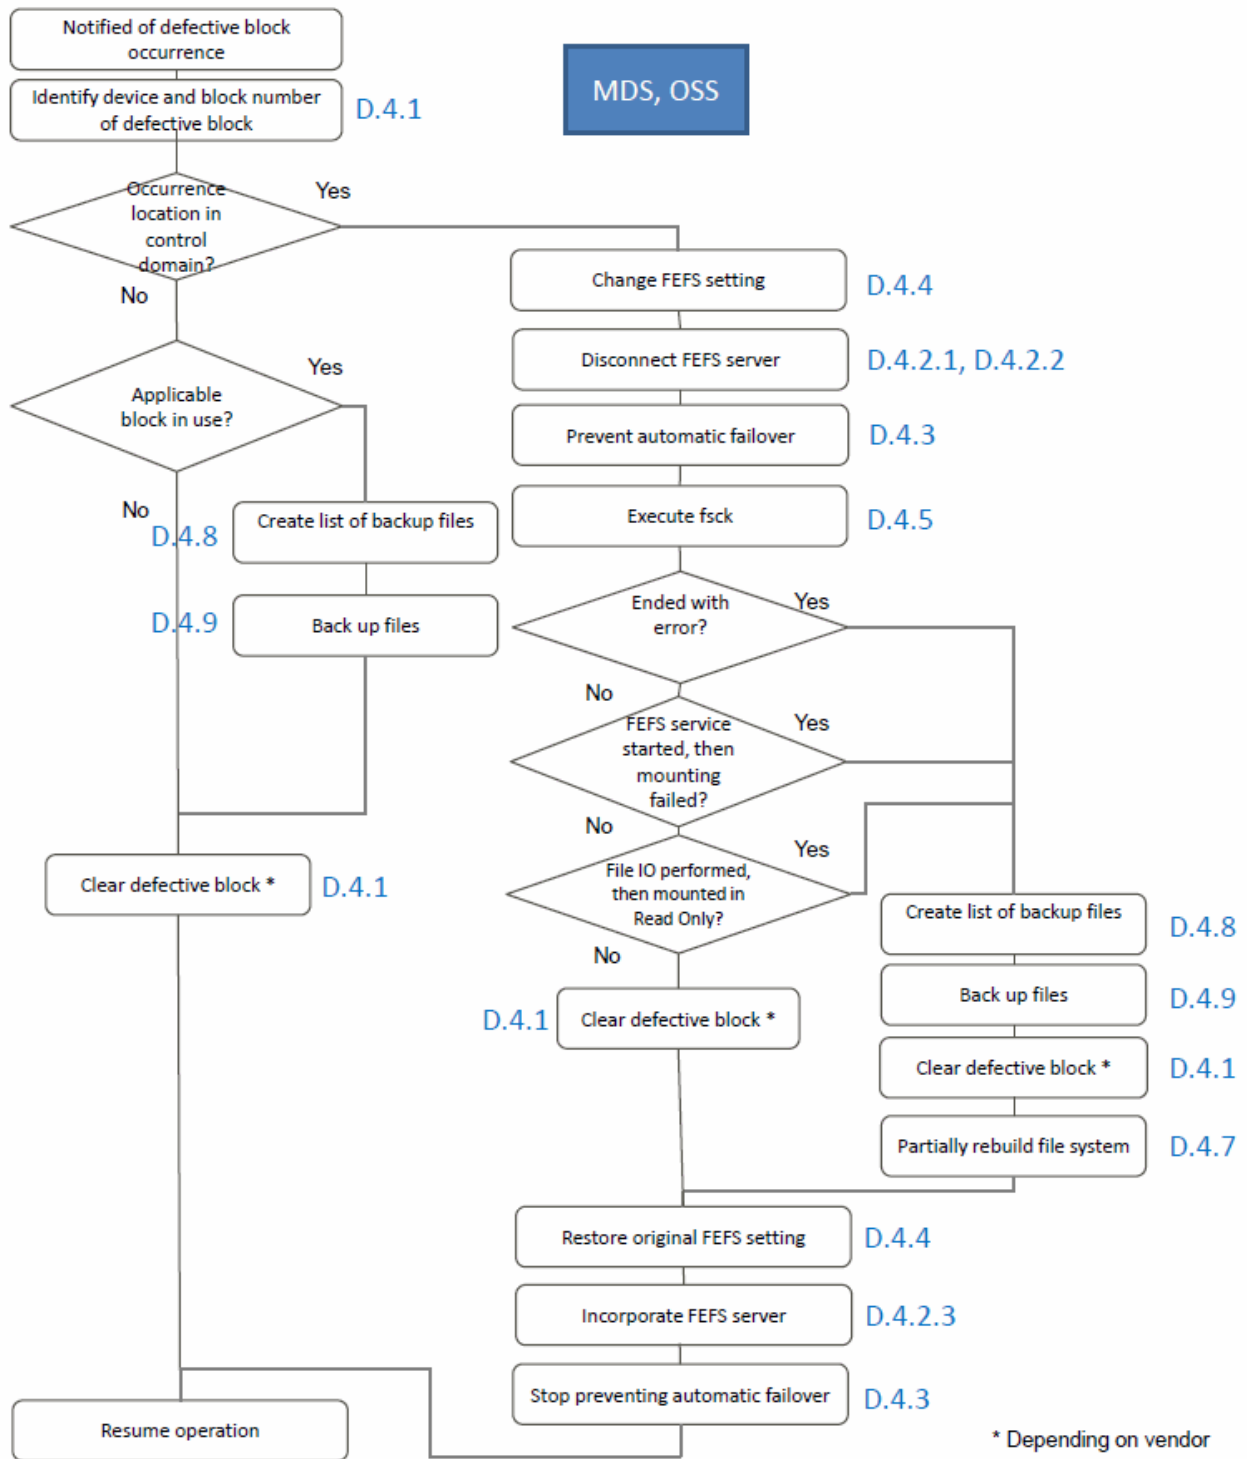 Notified of defective block
occurrence
MDS, OSS
Identify device and block number
of defective block
D.4.1
Occurrence
location in
control
domain?
Yes
No
Change FEFS setting
D.4.4
Disconnect FEFS server
D.4.2.1, D.4.2.2
Applicable
block in use?
Yes
No
Prevent automatic failover
D.4.3
Create list of backup files
D.4.8
Execute fsck
D.4.5
Back up files
D.4.9
Ended with
error?
Yes
No
FEFS service
started, then
mounting
failed?
Yes
No
Clear defective block *
D.4.1
File IO performed,
then mounted in
Read Only?
Yes
No
Create list of backup files
D.4.8
D.4.1
Clear defective block *
Back up files
D.4.9
Clear defective block *
D.4.1
Partially rebuild file system
D.4.7
Restore original FEFS setting
D.4.4
Incorporate FEFS server
D.4.2.3
Stop preventing automatic failover
D.4.3
Resume operation
* Depending on vendor